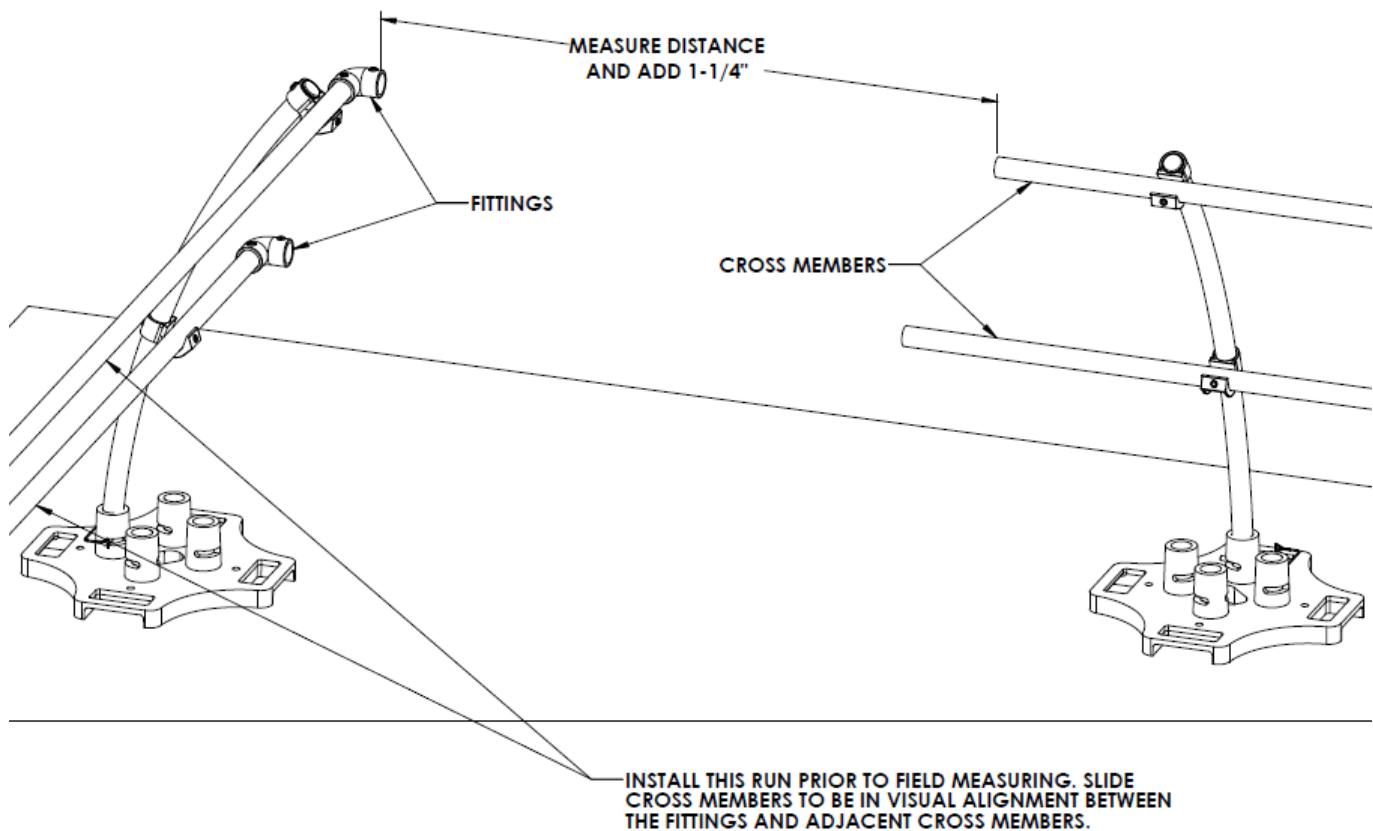 MEASURE DISTANCE
AND ADD 1-1/4"
FITTINGS
CROSS MEMBERS
INSTALL THIS RUN PRIOR TO FIELD MEASURING. SLIDE
CROSS MEMBERS TO BE IN VISUAL ALIGNMENT BETWEEN
THE FITTINGS AND ADJACENT CROSS MEMBERS.